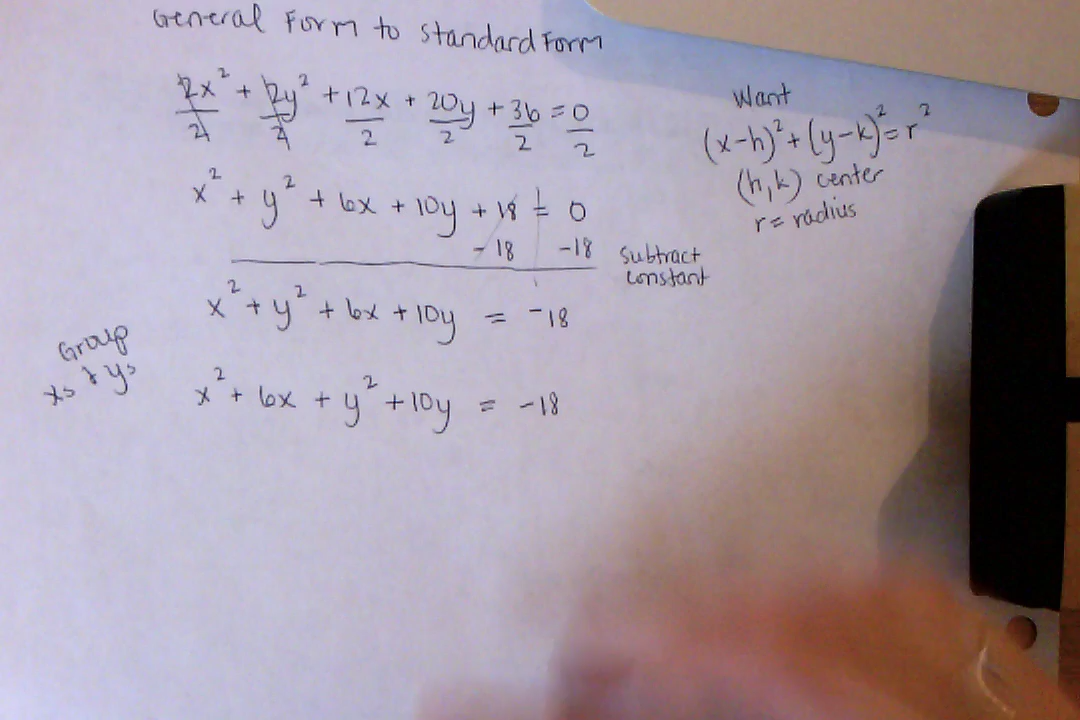 General Form to Standard Form
2x² + 2y² + 12x + 20y + 36 = 0
2 2 2 2 2 2
x² + y² + 6x + 10y + 18 = 0
- 18 -18
x² + y² + 6x + 10y = -18
x² + 6x + y² + 10y = -18
Want
(x-h)² + (y-k)² = r²
(h,k) center
r = radius
Subtract
constant
Group
xs & ys